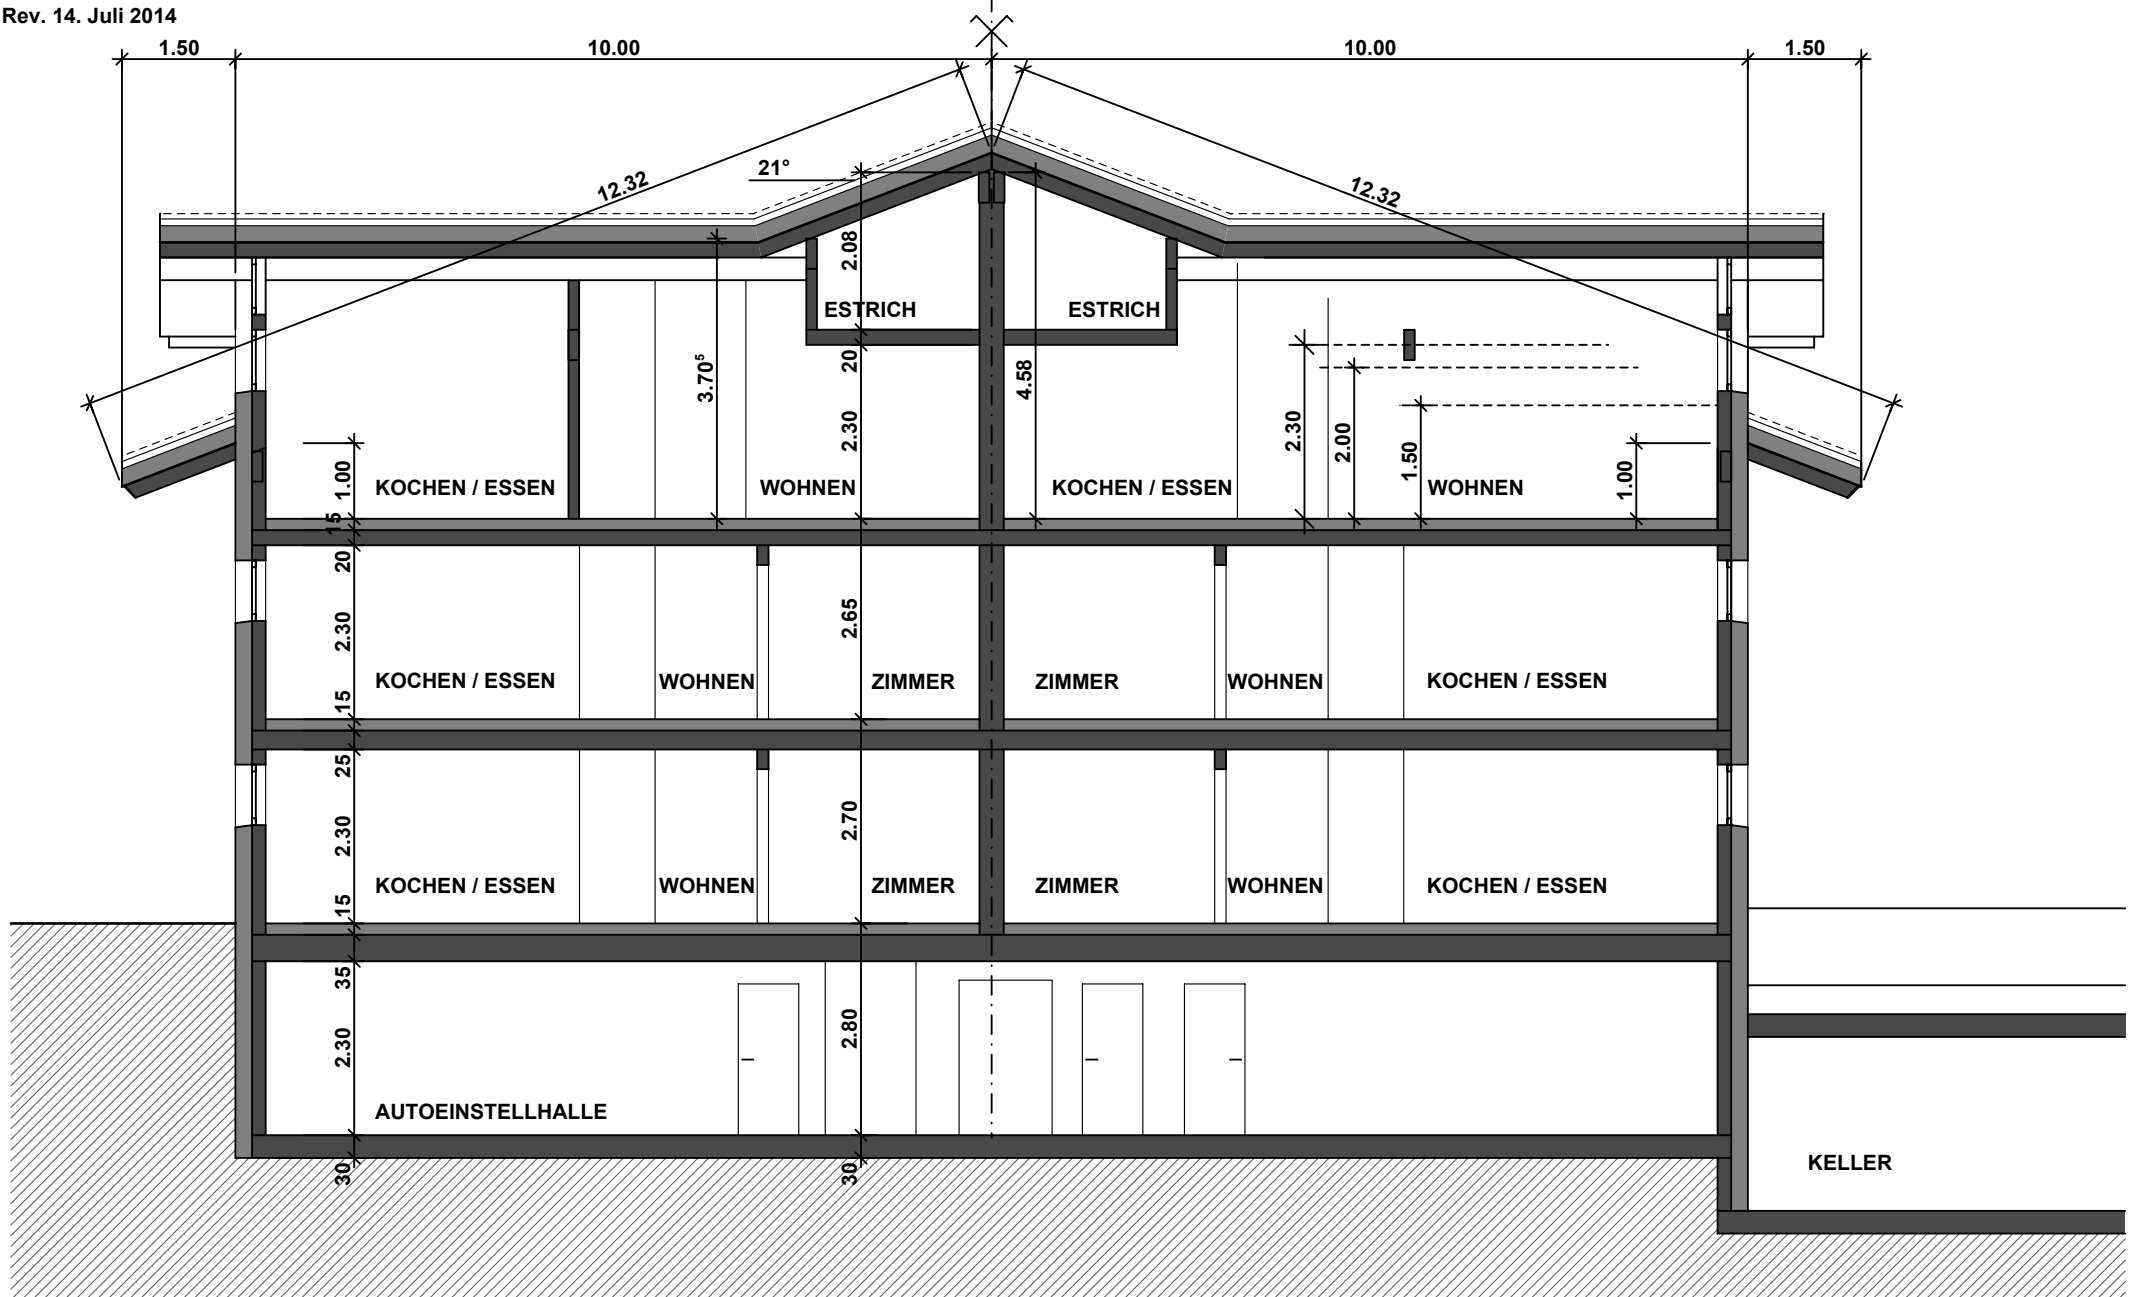 Rev. 14. Juli 2014
1.50
10.00
10.00
1.50
12.32
21°
12.32
2.08
ESTRICH
ESTRICH
3.70⁵
20
4.58
2.30
2.30
2.00
1.50
1.00
1.00
KOCHEN / ESSEN
WOHNEN
KOCHEN / ESSEN
WOHNEN
15
20
2.30
2.65
KOCHEN / ESSEN
WOHNEN
ZIMMER
ZIMMER
WOHNEN
KOCHEN / ESSEN
15
25
2.30
2.70
KOCHEN / ESSEN
WOHNEN
ZIMMER
ZIMMER
WOHNEN
KOCHEN / ESSEN
15
35
2.30
2.80
AUTOEINSTELLHALLE
30
30
KELLER